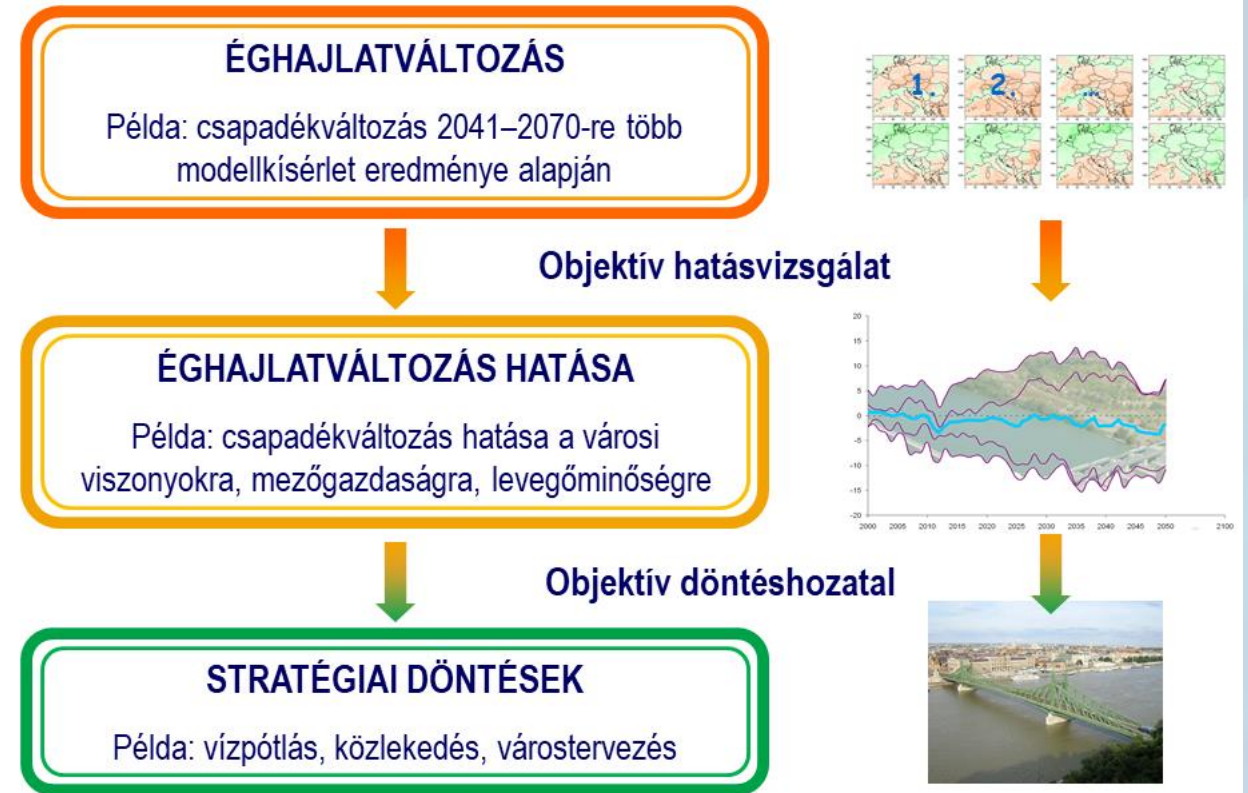 ÉGHAJLATVÁLTOZÁS
Példa: csapadékváltozás 2041–2070-re több
modellkísérlet eredménye alapján
1. 2. ...
Objektív hatásvizsgálat
ÉGHAJLATVÁLTOZÁS HATÁSA
Példa: csapadékváltozás hatása a városi
viszonyokra, mezőgazdaságra, levegőminőségre
20
15
10
5
0
-5
-10
-15
-20
2000 2005 2010 2015 2020 2025 2030 2035 2040 2045 2050 ... 2100
Objektív döntéshozatal
STRATÉGIAI DÖNTÉSEK
Példa: vízpótlás, közlekedés, várostervezés